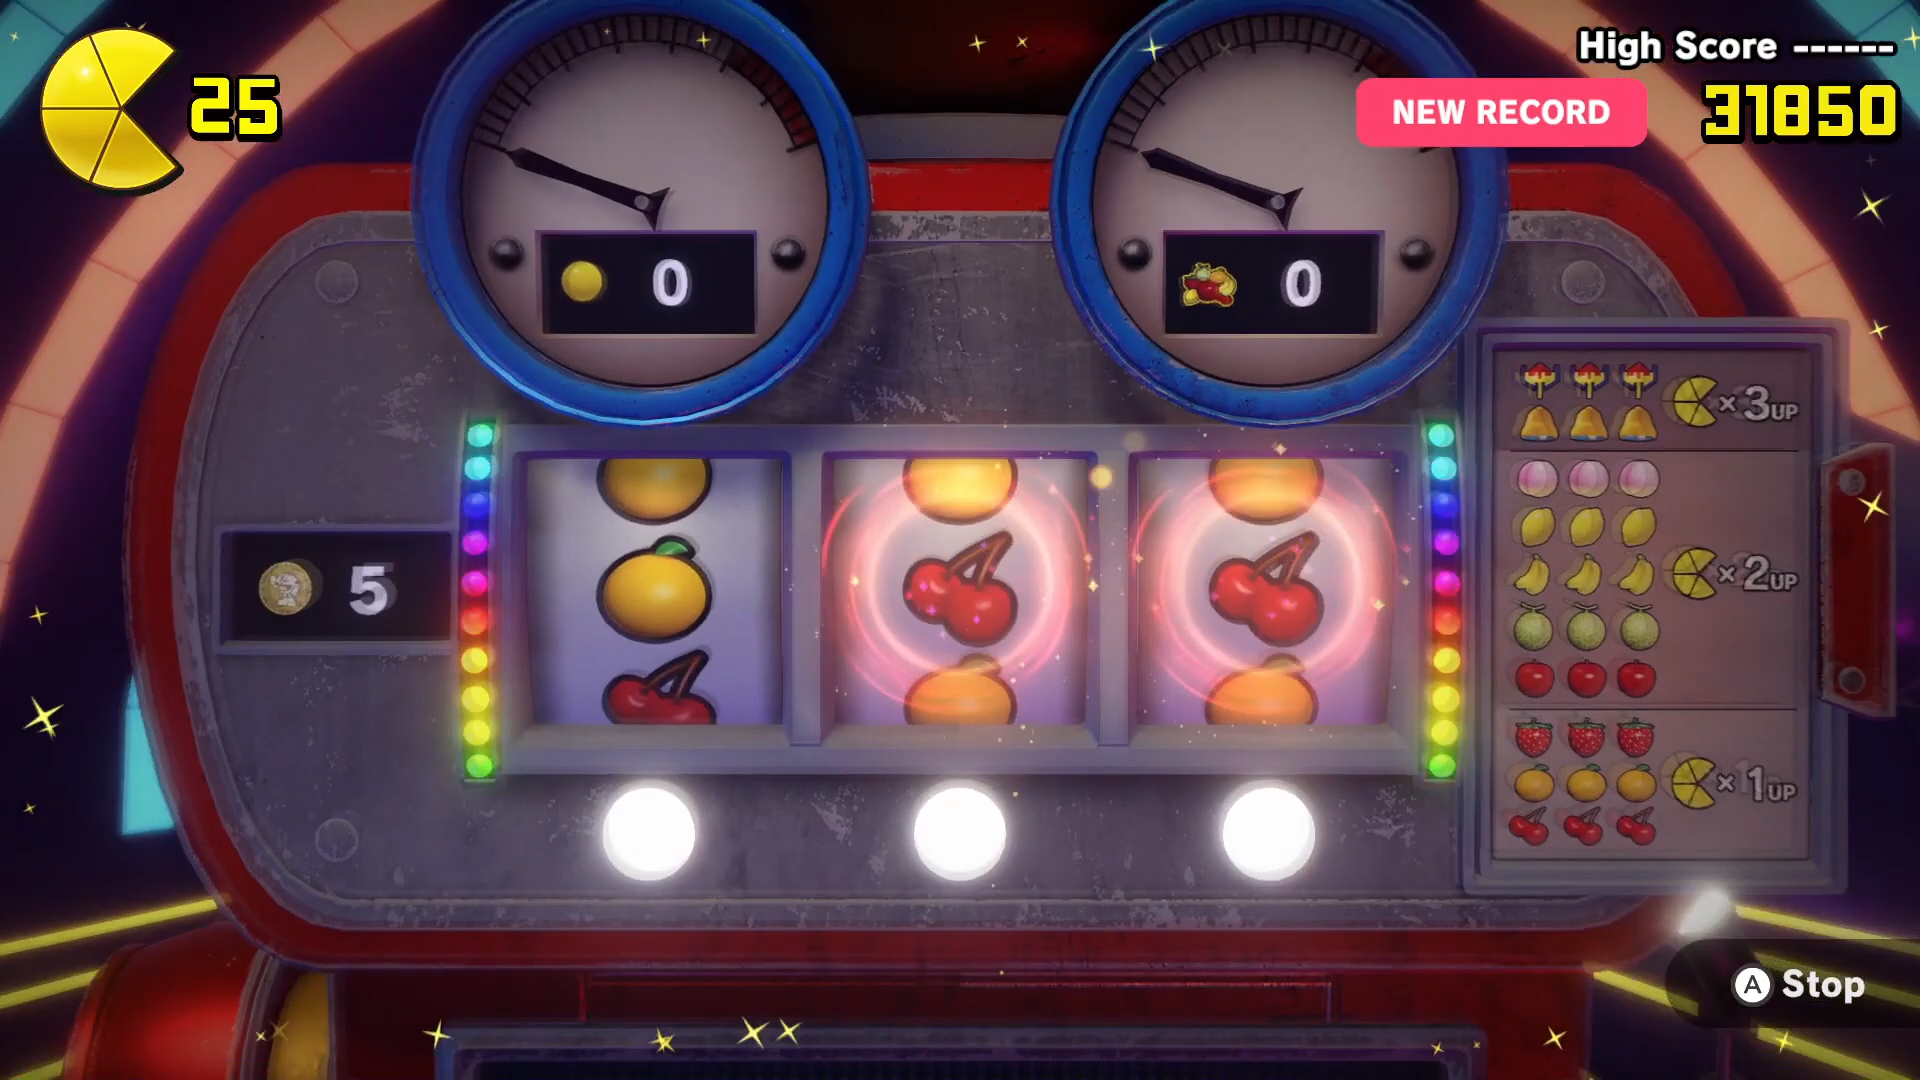 High Score ------
25
NEW RECORD
31850
0
0
×3UP
5
×2UP
×1UP
A Stop